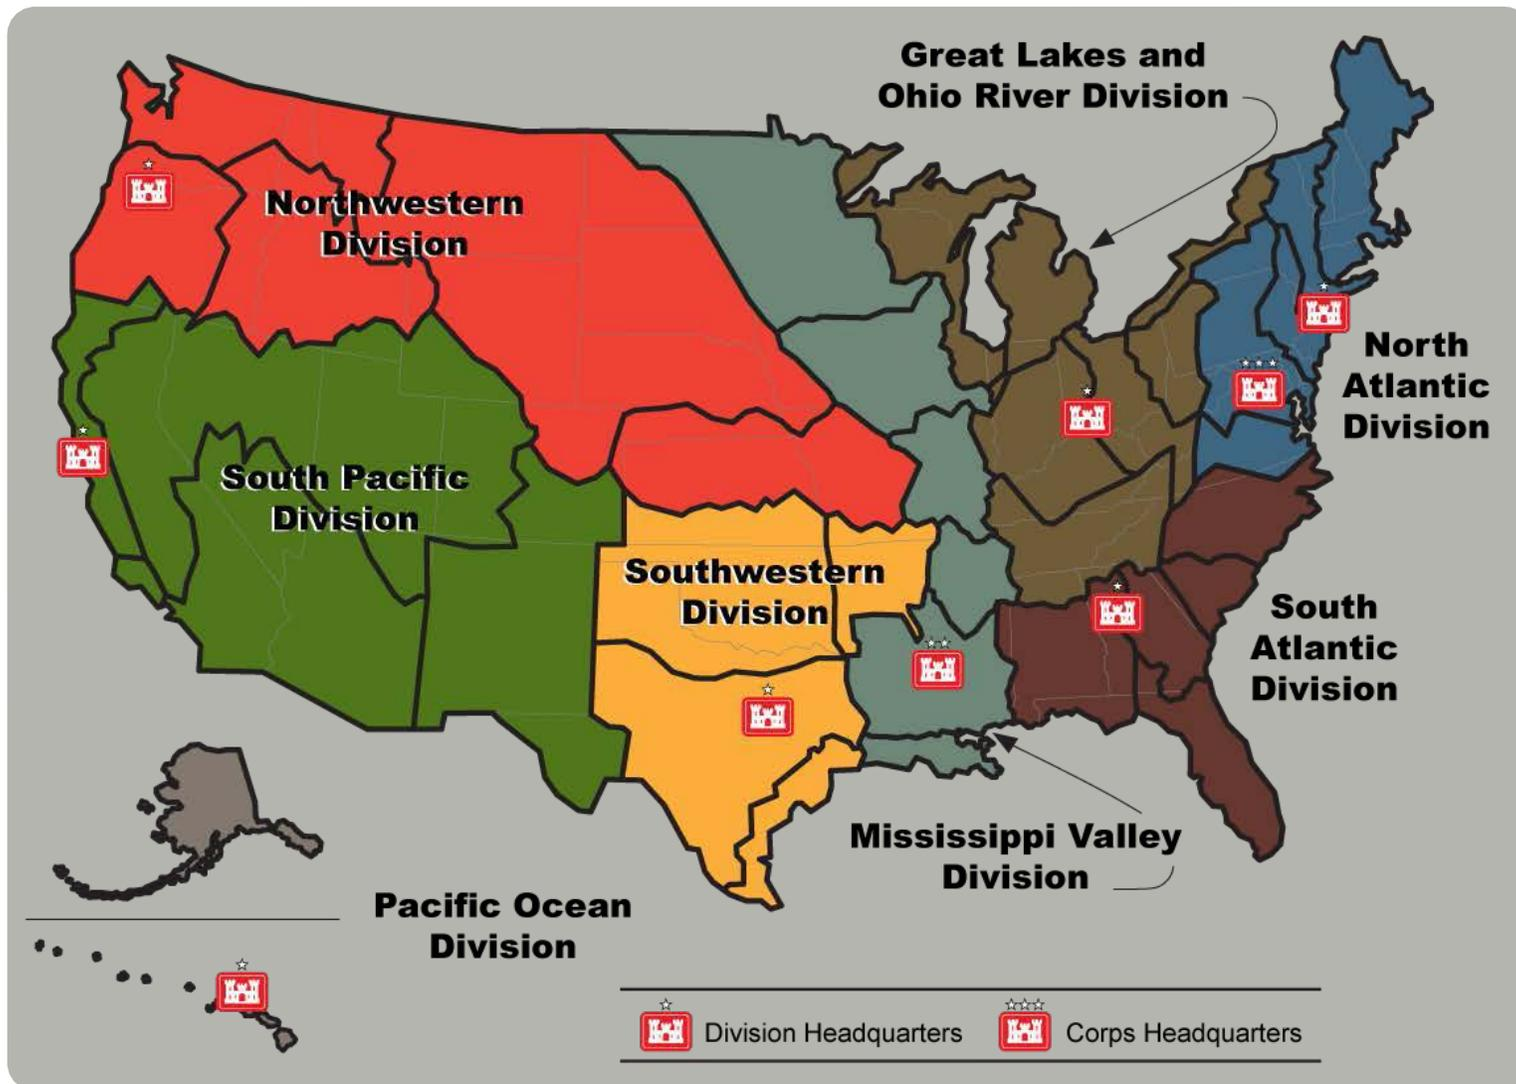 Great Lakes and
Ohio River Division
Northwestern
Division
North
Atlantic
Division
South Pacific
Division
Southwestern
Division
South
Atlantic
Division
Mississippi Valley
Division
Pacific Ocean
Division
Division Headquarters
Corps Headquarters